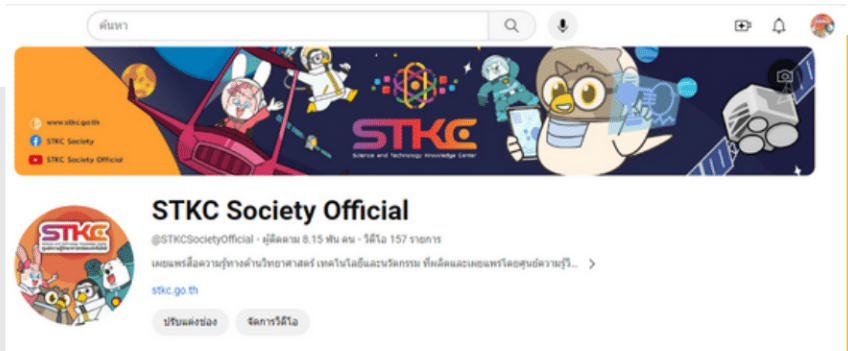 ค้นหา
www.stkc.go.th
STKC Society
STKC Society Official
STKC
Science and Technology Knowledge Center
STKC
STKC Society Official
@STKCSocietyOfficial - ผู้ติดตาม 8.15 พัน คน - วิดีโอ 157 รายการ
เผยแพร่สื่อความรู้ทางด้านวิทยาศาสตร์ เทคโนโลยีและนวัตกรรม ที่ผลิตและเผยแพร่โดยศูนย์ความรู้ว...
stkc.go.th
ปรับแต่งช่อง
จัดการวิดีโอ